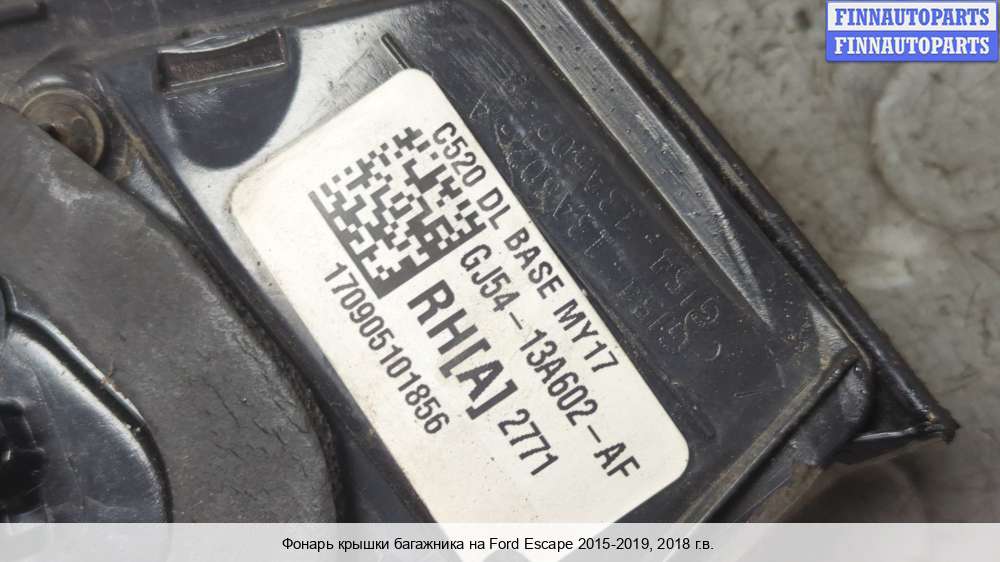 FINNAUTOPARTS
FINNAUTOPARTS
C520 DL BASE MY17
GJ54-13A602-AF
RH[A] 2771
170905101856
Фонарь крышки багажника на Ford Escape 2015-2019, 2018 г.в.